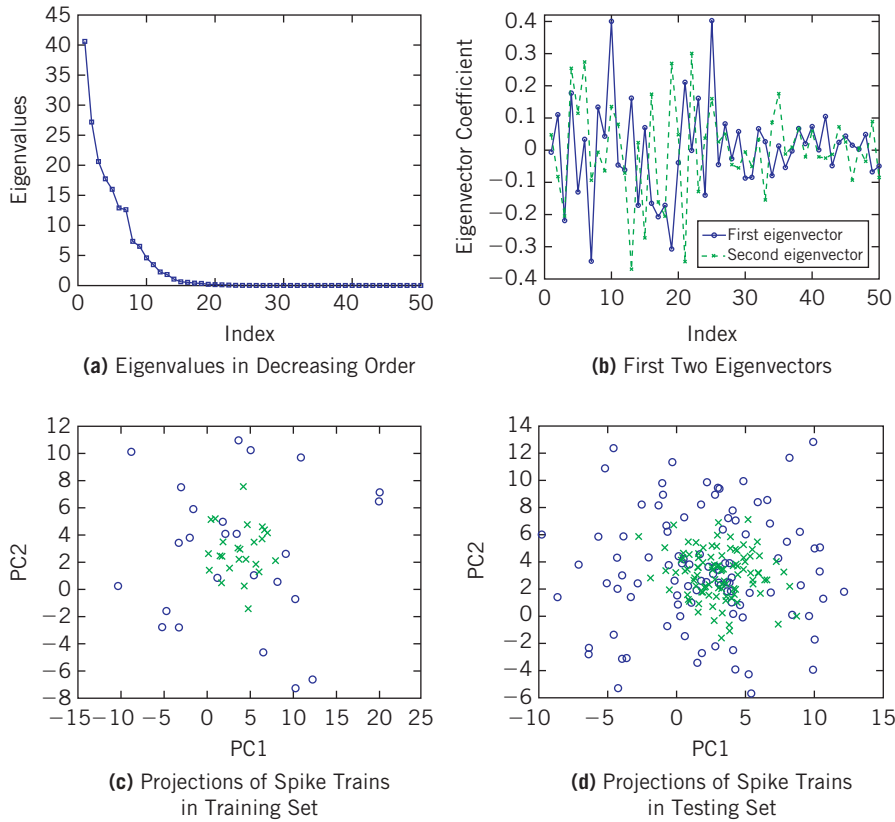 45
40
35
30
25
20
15
10
5
0
Eigenvalues
0 10 20 30 40 50
Index
(a) Eigenvalues in Decreasing Order
0.4
0.3
0.2
0.1
0
−0.1
−0.2
−0.3
−0.4
Eigenvector Coefficient
First eigenvector
Second eigenvector
0 10 20 30 40 50
Index
(b) First Two Eigenvectors
12
10
8
6
4
2
0
−2
−4
−6
−8
PC2
−15 −10 −5 0 5 10 15 20 25
PC1
(c) Projections of Spike Trains
in Training Set
14
12
10
8
6
4
2
0
−2
−4
−6
PC2
−10 −5 0 5 10 15
PC1
(d) Projections of Spike Trains
in Testing Set